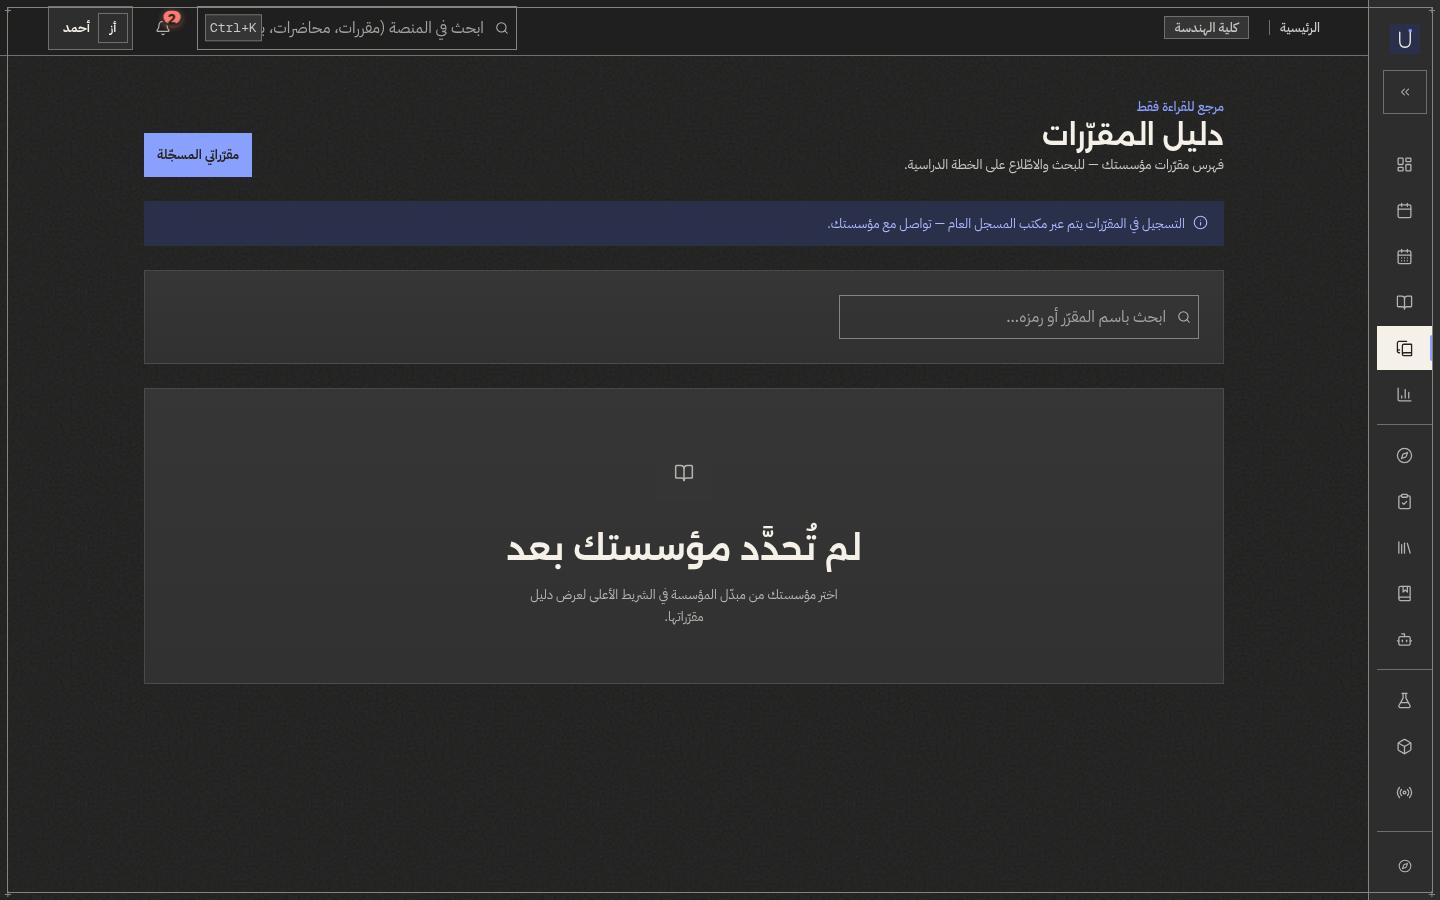 الرئيسية
كلية الهندسة
ابحث في المنصة (مقررات، محاضرات،
Ctrl+K
2
أز
أحمد
مرجع للقراءة فقط
دليل المقرّرات
فهرس مقرّرات مؤسستك — للبحث والاطّلاع على الخطة الدراسية.
مقرّراتي المسجّلة
التسجيل في المقرّرات يتم عبر مكتب المسجل العام — تواصل مع مؤسستك.
ابحث باسم المقرّر أو رمزه...
لم تُحدَّد مؤسستك بعد
اختر مؤسستك من مبدّل المؤسسة في الشريط الأعلى لعرض دليل
مقرّراتها.